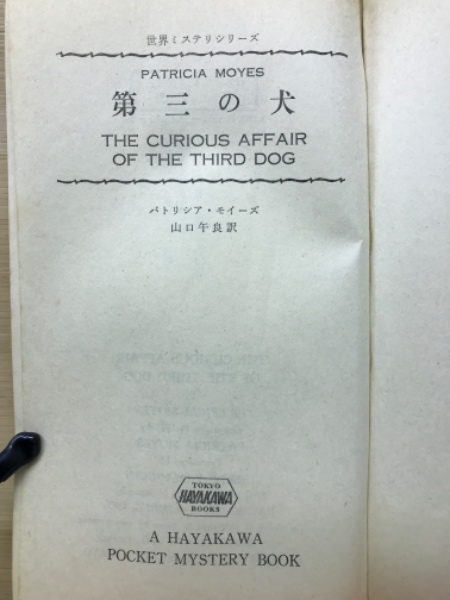 世界ミステリシリーズ
PATRICIA MOYES
第三の犬
THE CURIOUS AFFAIR
OF THE THIRD DOG
パトリシア・モイーズ
山口午良訳
TOKYO
HAYAKAWA
BOOKS
A HAYAKAWA
POCKET MYSTERY BOOK